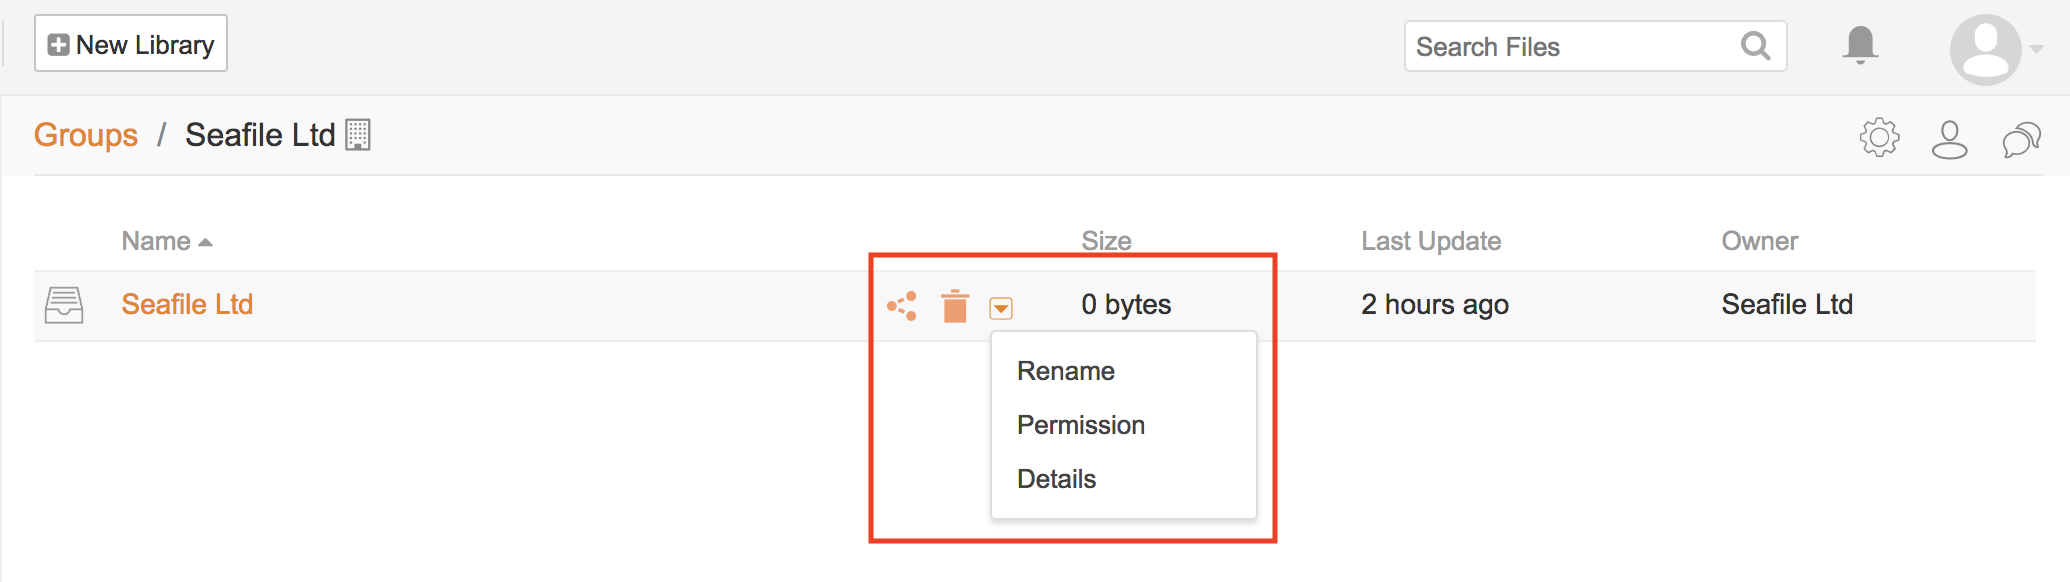 New Library
Search Files
Groups / Seafile Ltd
Name Size Last Update Owner
Seafile Ltd 0 bytes 2 hours ago Seafile Ltd
Rename
Permission
Details